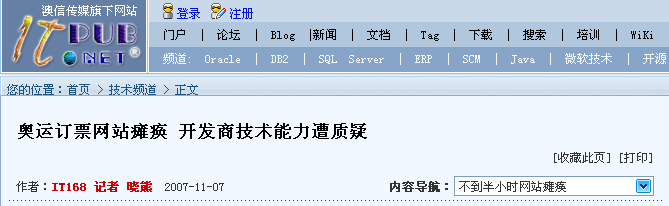 澳信传媒旗下网站
ITPUB
.NET
登录 注册
门户 | 论坛 | Blog |新闻 | 文档 | Tag | 下载 | 搜索 | 培训 | WiKi
频道: Oracle | DB2 | SQL Server | ERP | SCM | Java | 微软技术 | 开源
您的位置：首页 > 技术频道 > 正文
奥运订票网站瘫痪 开发商技术能力遭质疑
[收藏此页] [打印]
作者：IT168 记者 晓熊 2007-11-07
内容导航： 不到半小时网站瘫痪